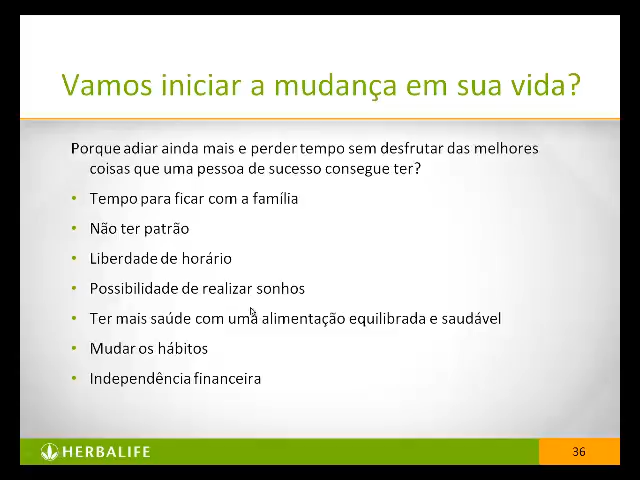 Vamos iniciar a mudança em sua vida?
Porque adiar ainda mais e perder tempo sem desfrutar das melhores
coisas que uma pessoa de sucesso consegue ter?
• Tempo para ficar com a família
• Não ter patrão
• Liberdade de horário
• Possibilidade de realizar sonhos
• Ter mais saúde com uma alimentação equilibrada e saudável
• Mudar os hábitos
• Independência financeira
HERBALIFE
36